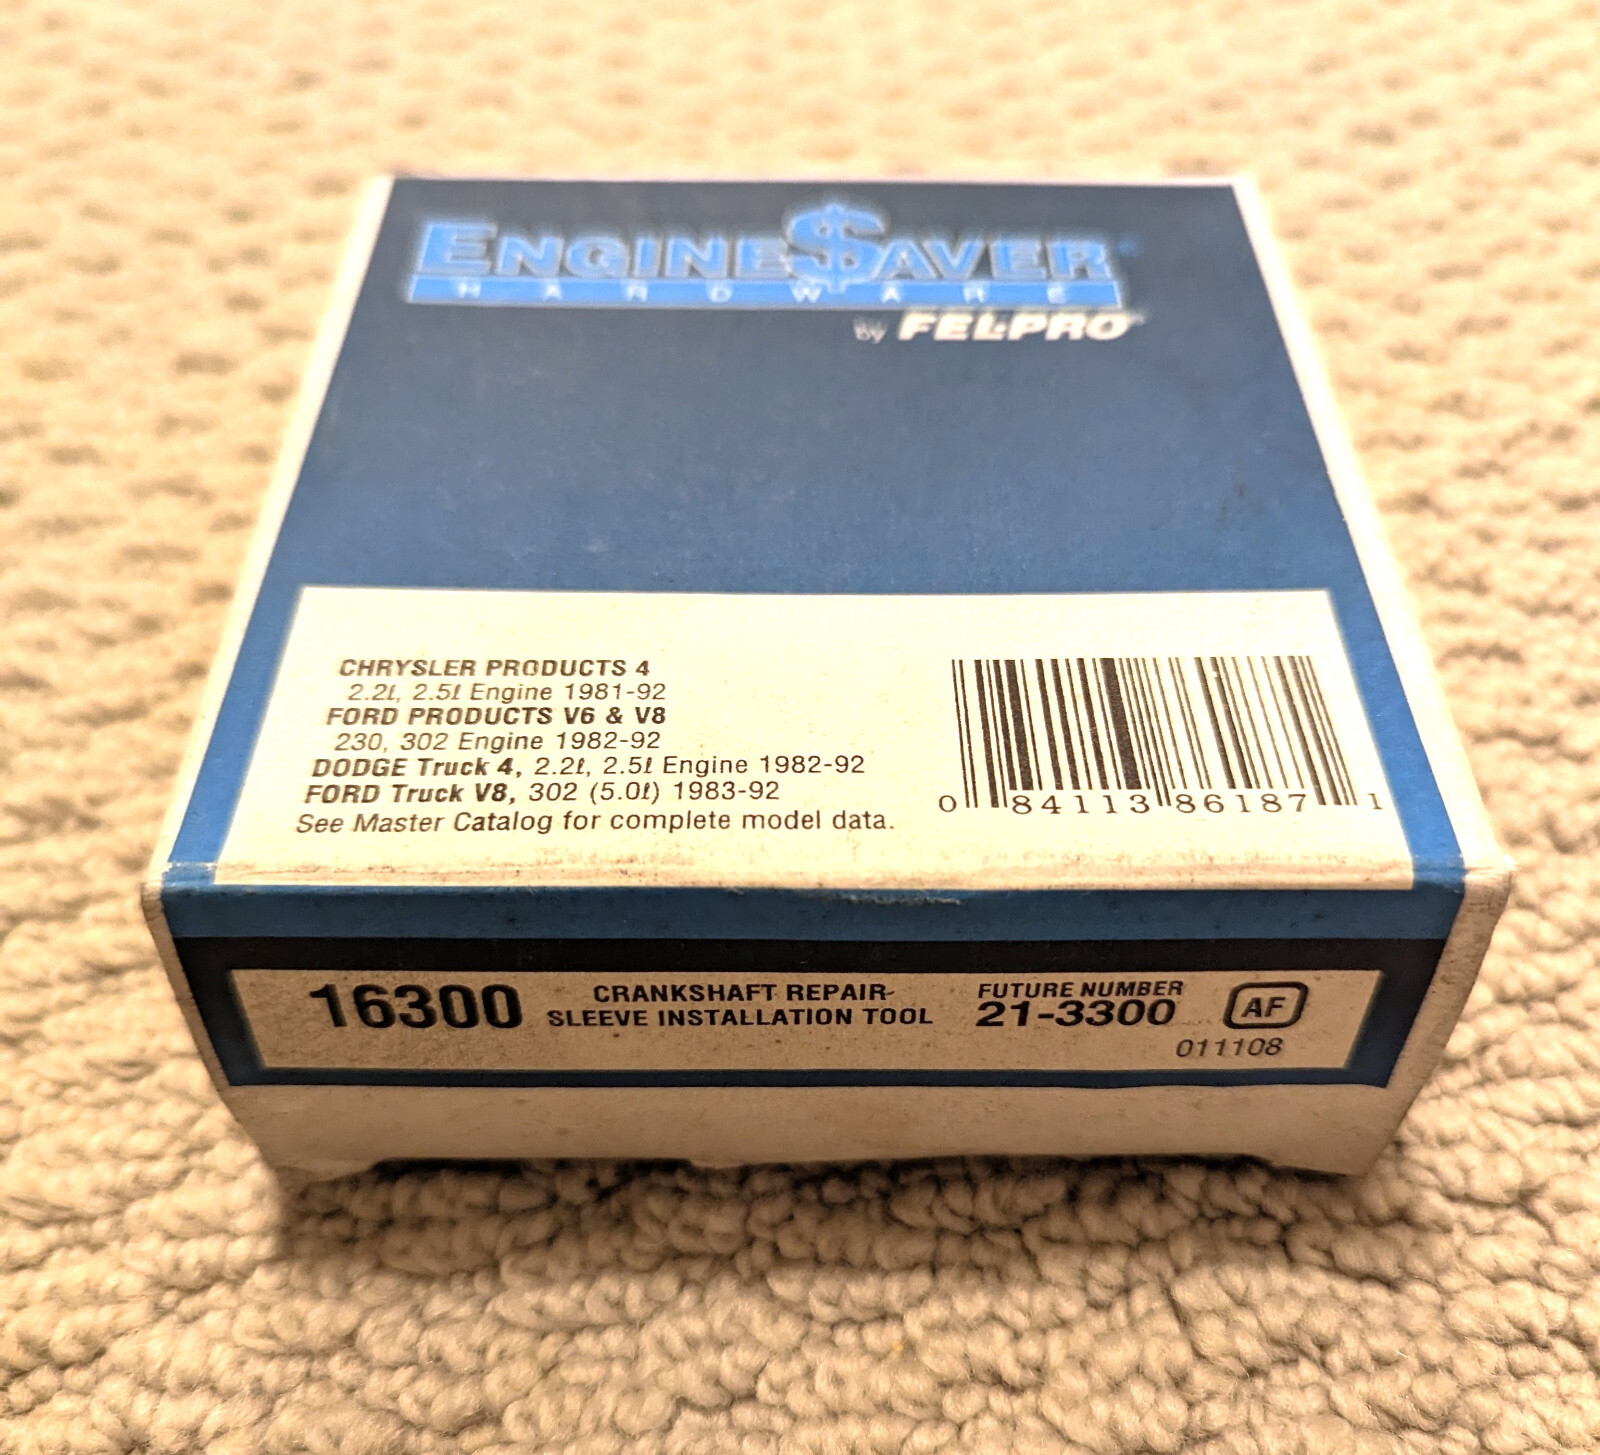 ENGINE$AVER®
HARDWARE
by FEL-PRO®
CHRYSLER PRODUCTS 4
2.2ℓ, 2.5ℓ Engine 1981-92
FORD PRODUCTS V6 & V8
230, 302 Engine 1982-92
DODGE Truck 4, 2.2ℓ, 2.5ℓ Engine 1982-92
FORD Truck V8, 302 (5.0ℓ) 1983-92
See Master Catalog for complete model data.
0 84113 86187 1
16300
CRANKSHAFT REPAIR
SLEEVE INSTALLATION TOOL
FUTURE NUMBER
21-3300
AF
011108